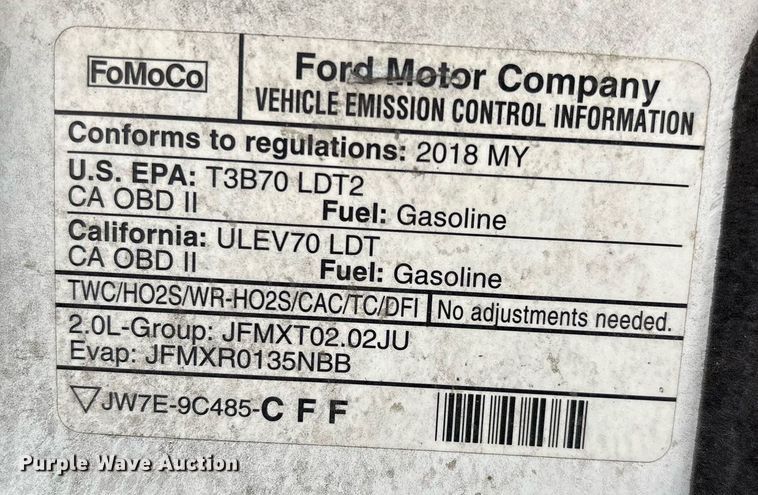 FoMoCo
Ford Motor Company
VEHICLE EMISSION CONTROL INFORMATION
Conforms to regulations: 2018 MY
U.S. EPA: T3B70 LDT2
CA OBD II Fuel: Gasoline
California: ULEV70 LDT
CA OBD II Fuel: Gasoline
TWC/HO2S/WR-HO2S/CAC/TC/DFI No adjustments needed.
2.0L-Group: JFMXT02.02JU
Evap: JFMXR0135NBB
JW7E-9C485-C F F
Purple Wave Auction